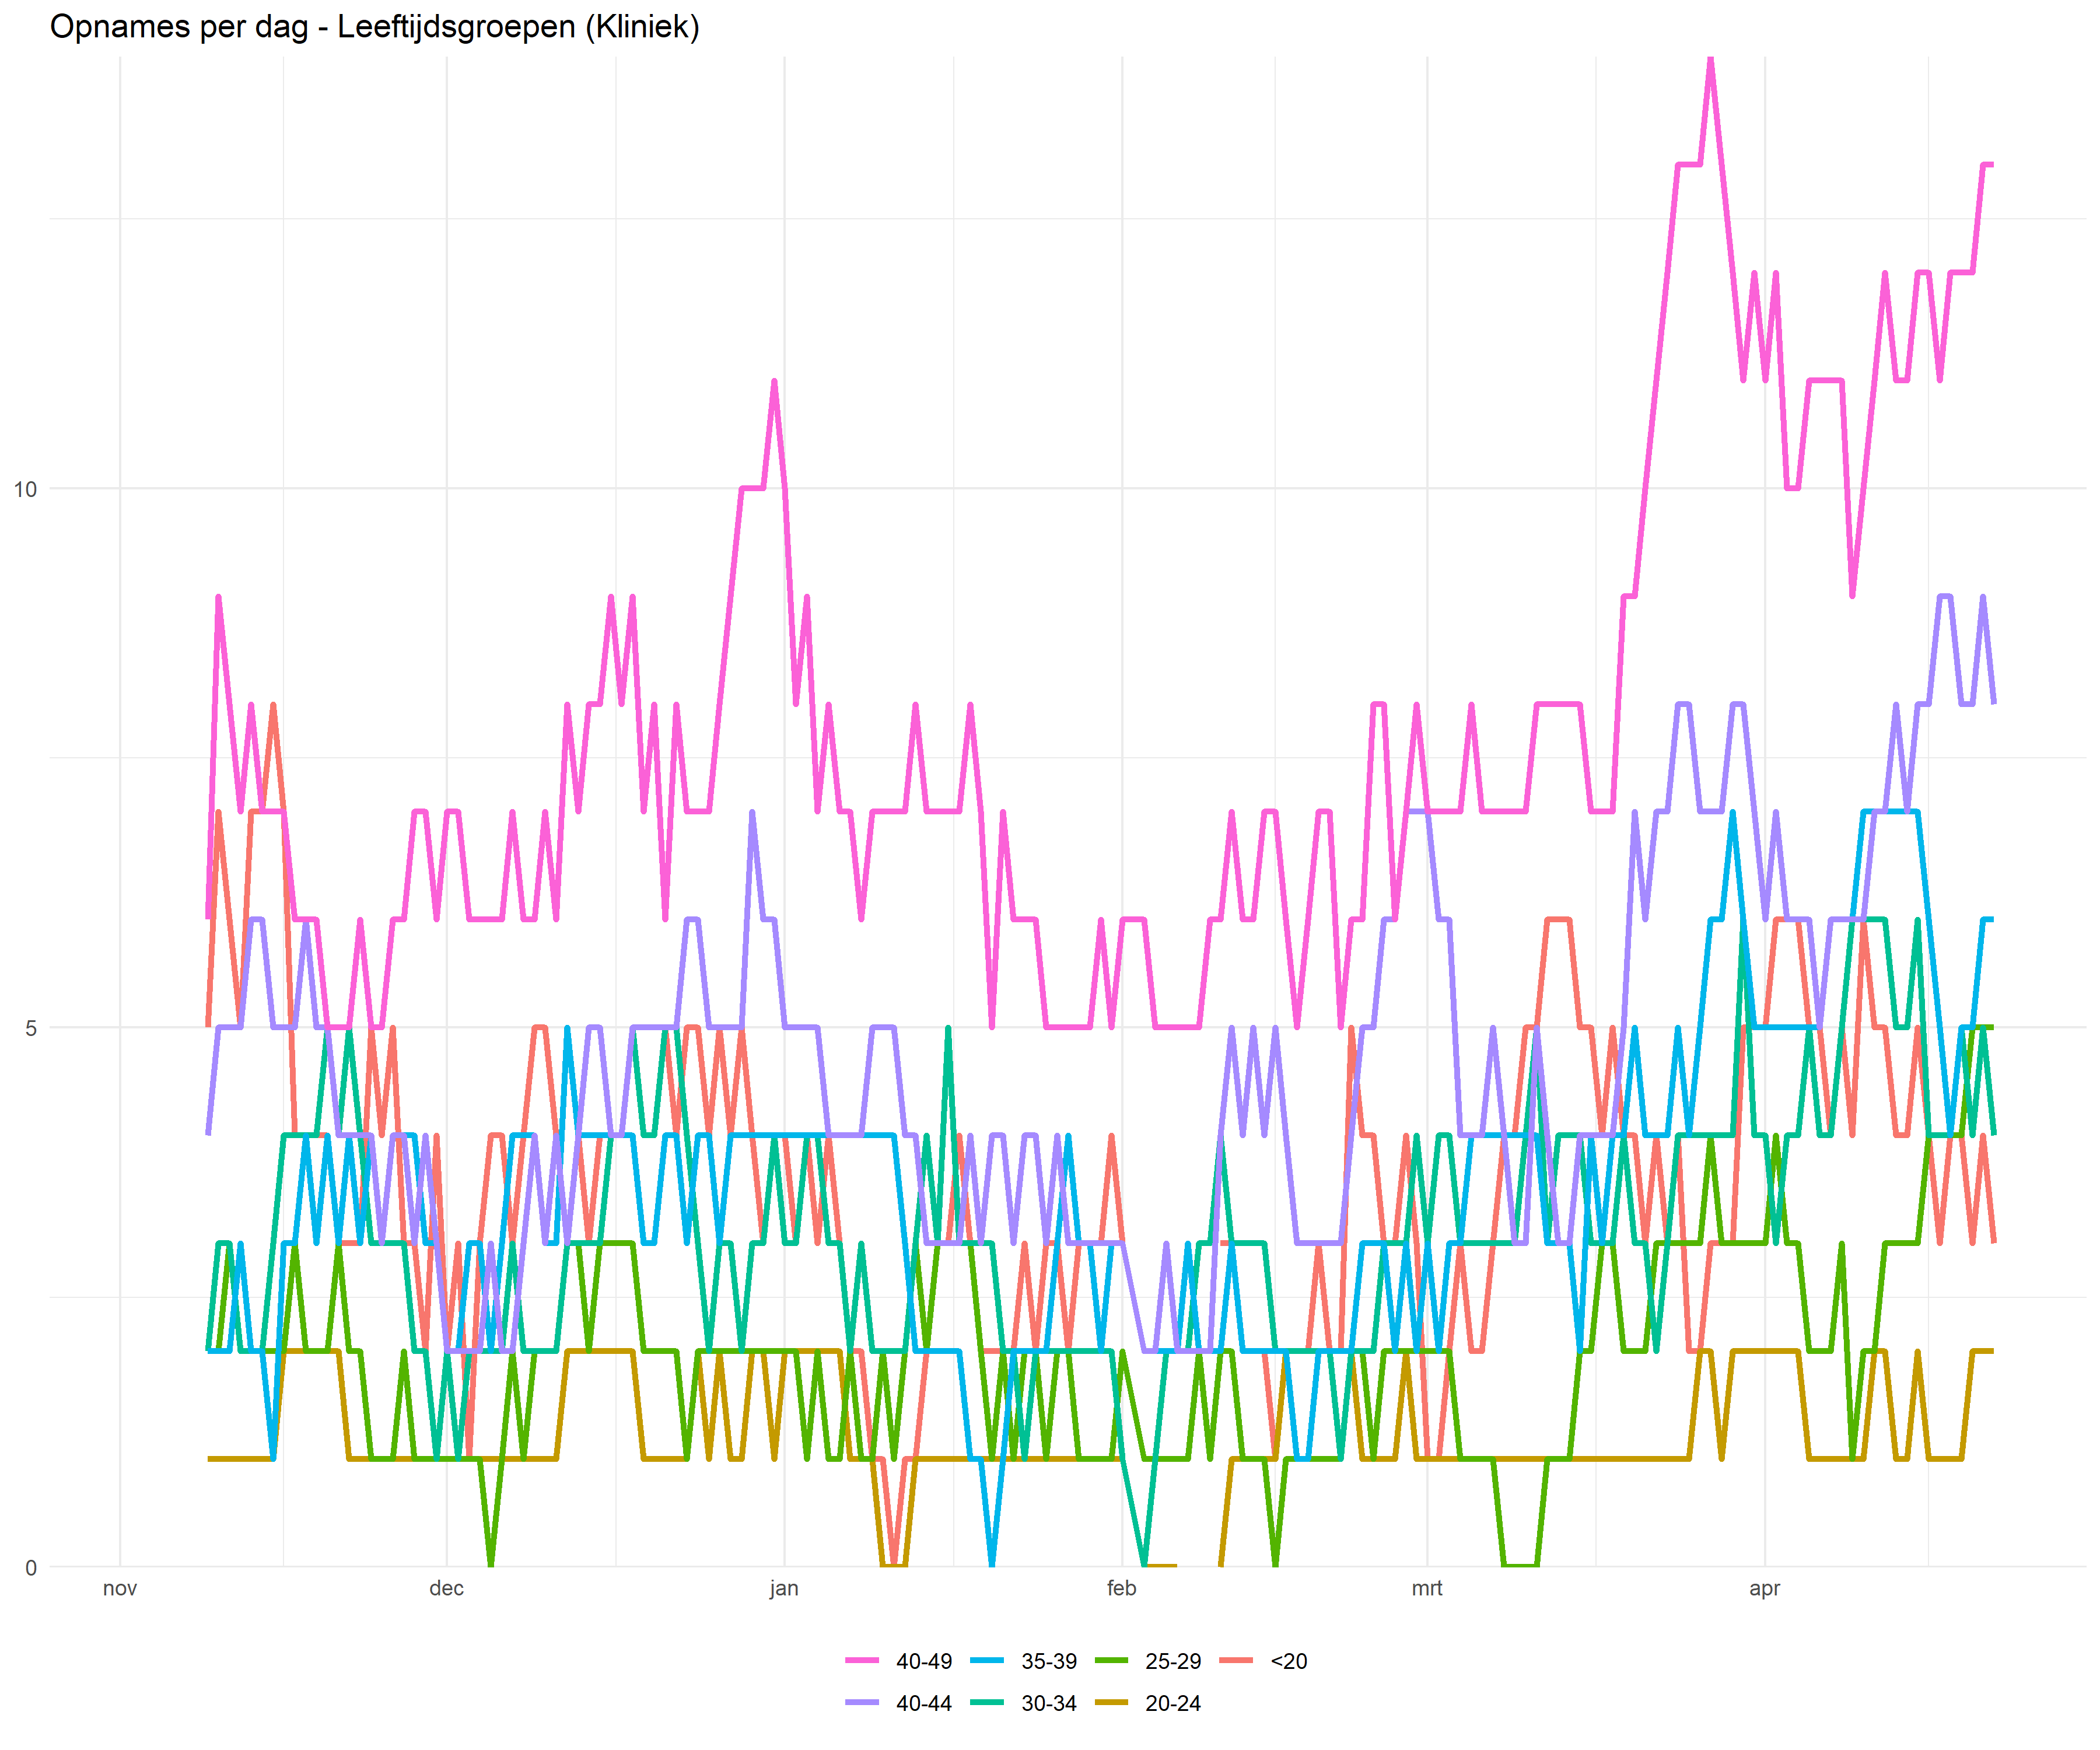 Opnames per dag - Leeftijdsgroepen (Kliniek)
10
5
0
nov dec jan feb mrt apr
40-49 35-39 25-29 <20
40-44 30-34 20-24